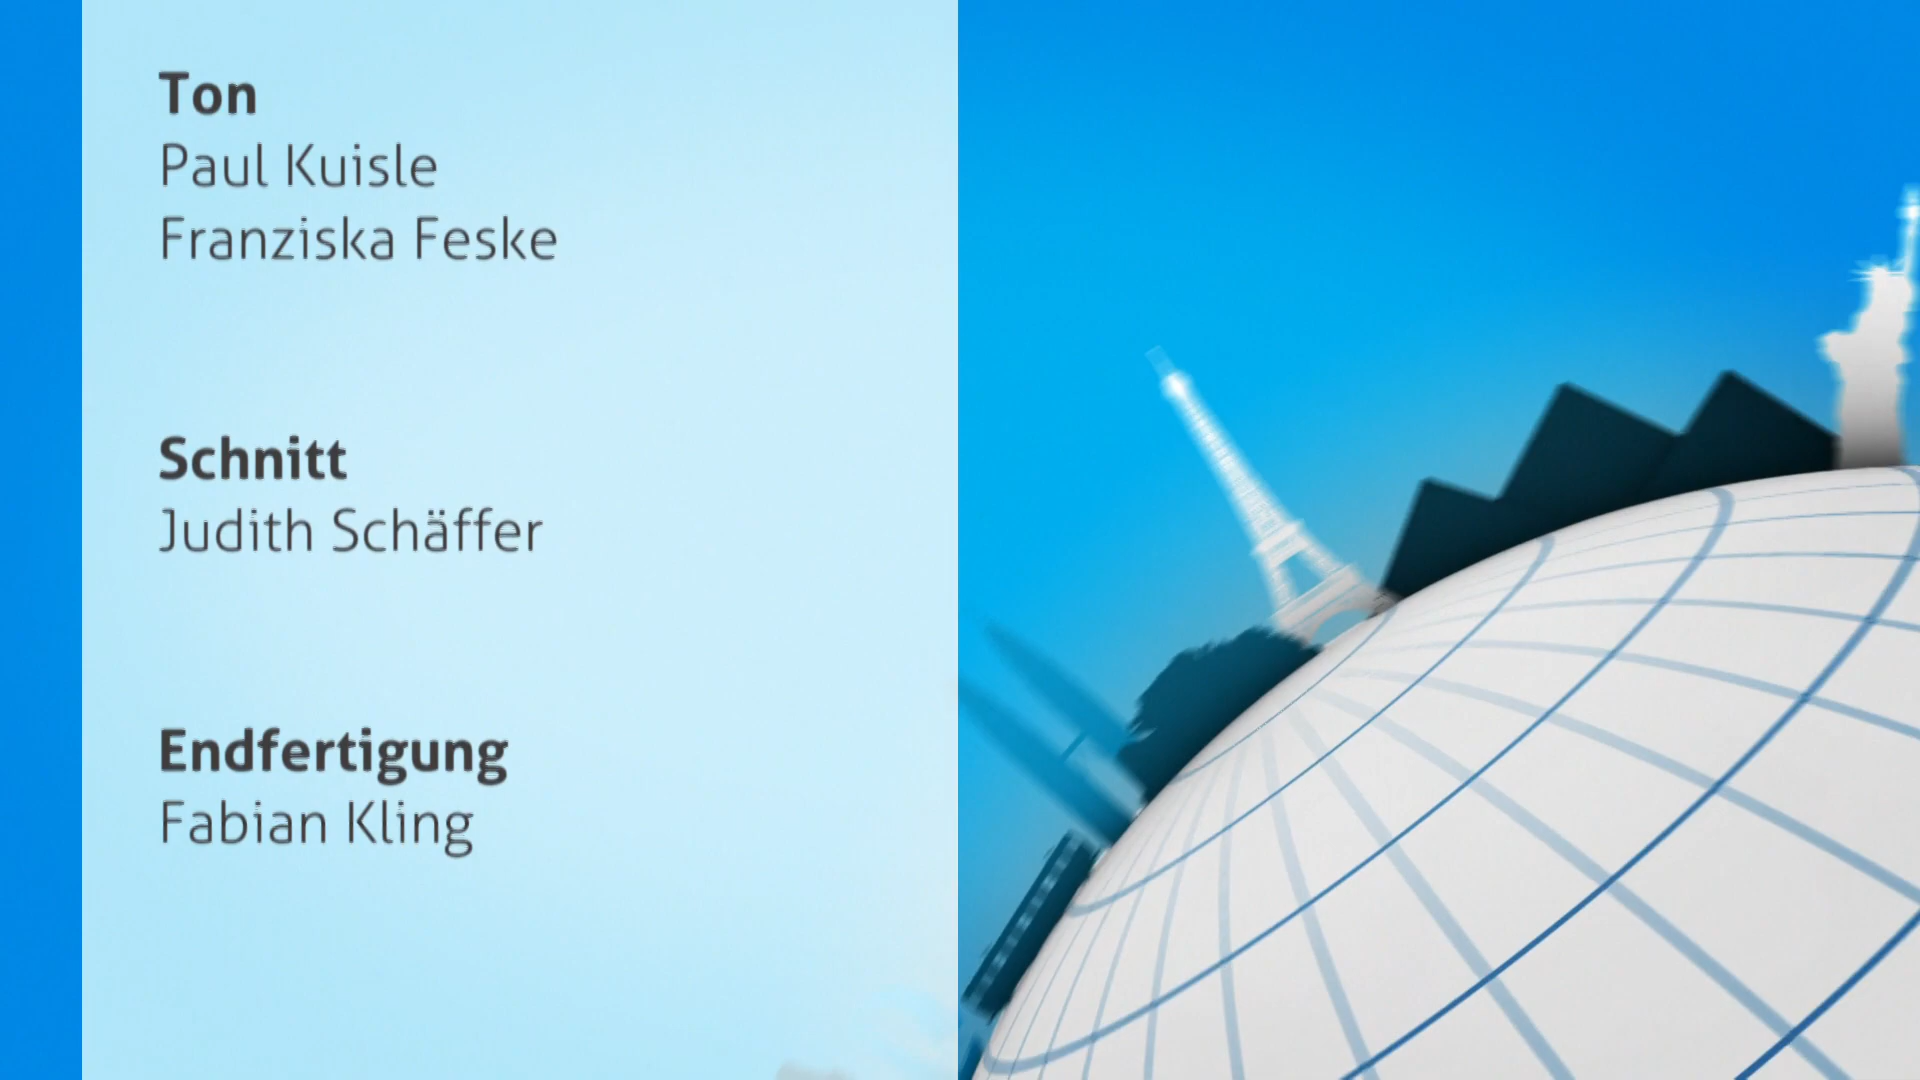 Ton
Paul Kuisle
Franziska Feske
Schnitt
Judith Schäffer
Endfertigung
Fabian Kling